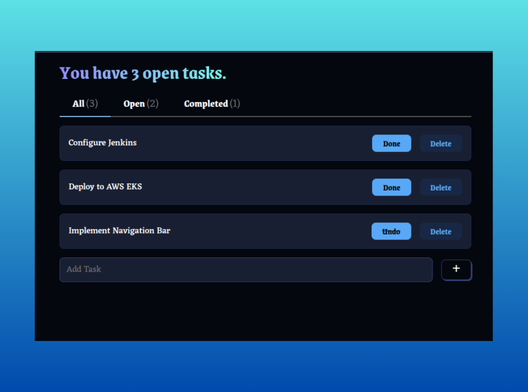 You have 3 open tasks.
All (3) Open (2) Completed (1)
Configure Jenkins Done Delete
Deploy to AWS EKS Done Delete
Implement Navigation Bar Undo Delete
Add Task +